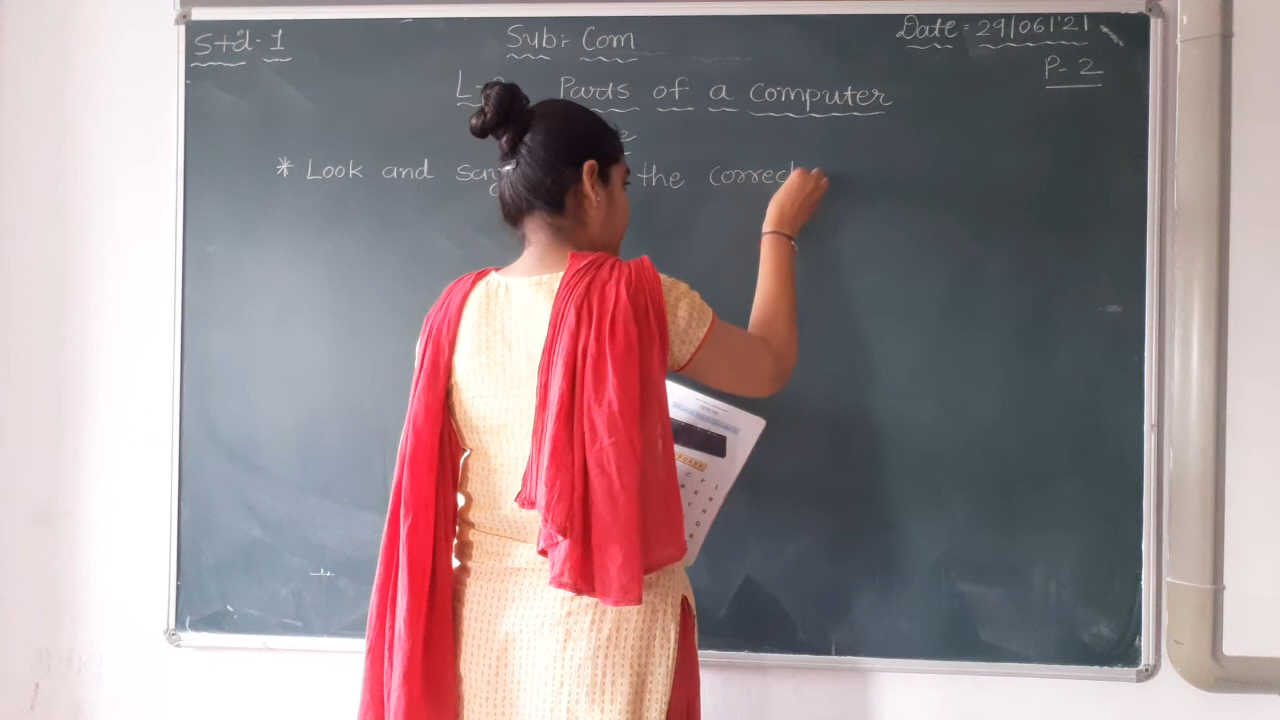 Std-1
Sub:- Com
Date = 29/06/'21
P-2
L- Parts of a computer
* Look and say the correct